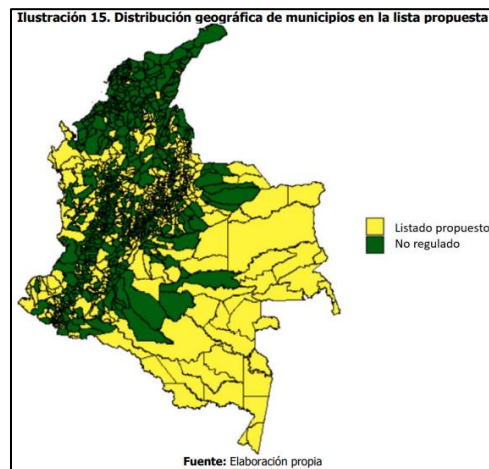 Ilustración 15. Distribución geográfica de municipios en la lista propuesta
Listado propuesto
No regulado
Fuente: Elaboración propia